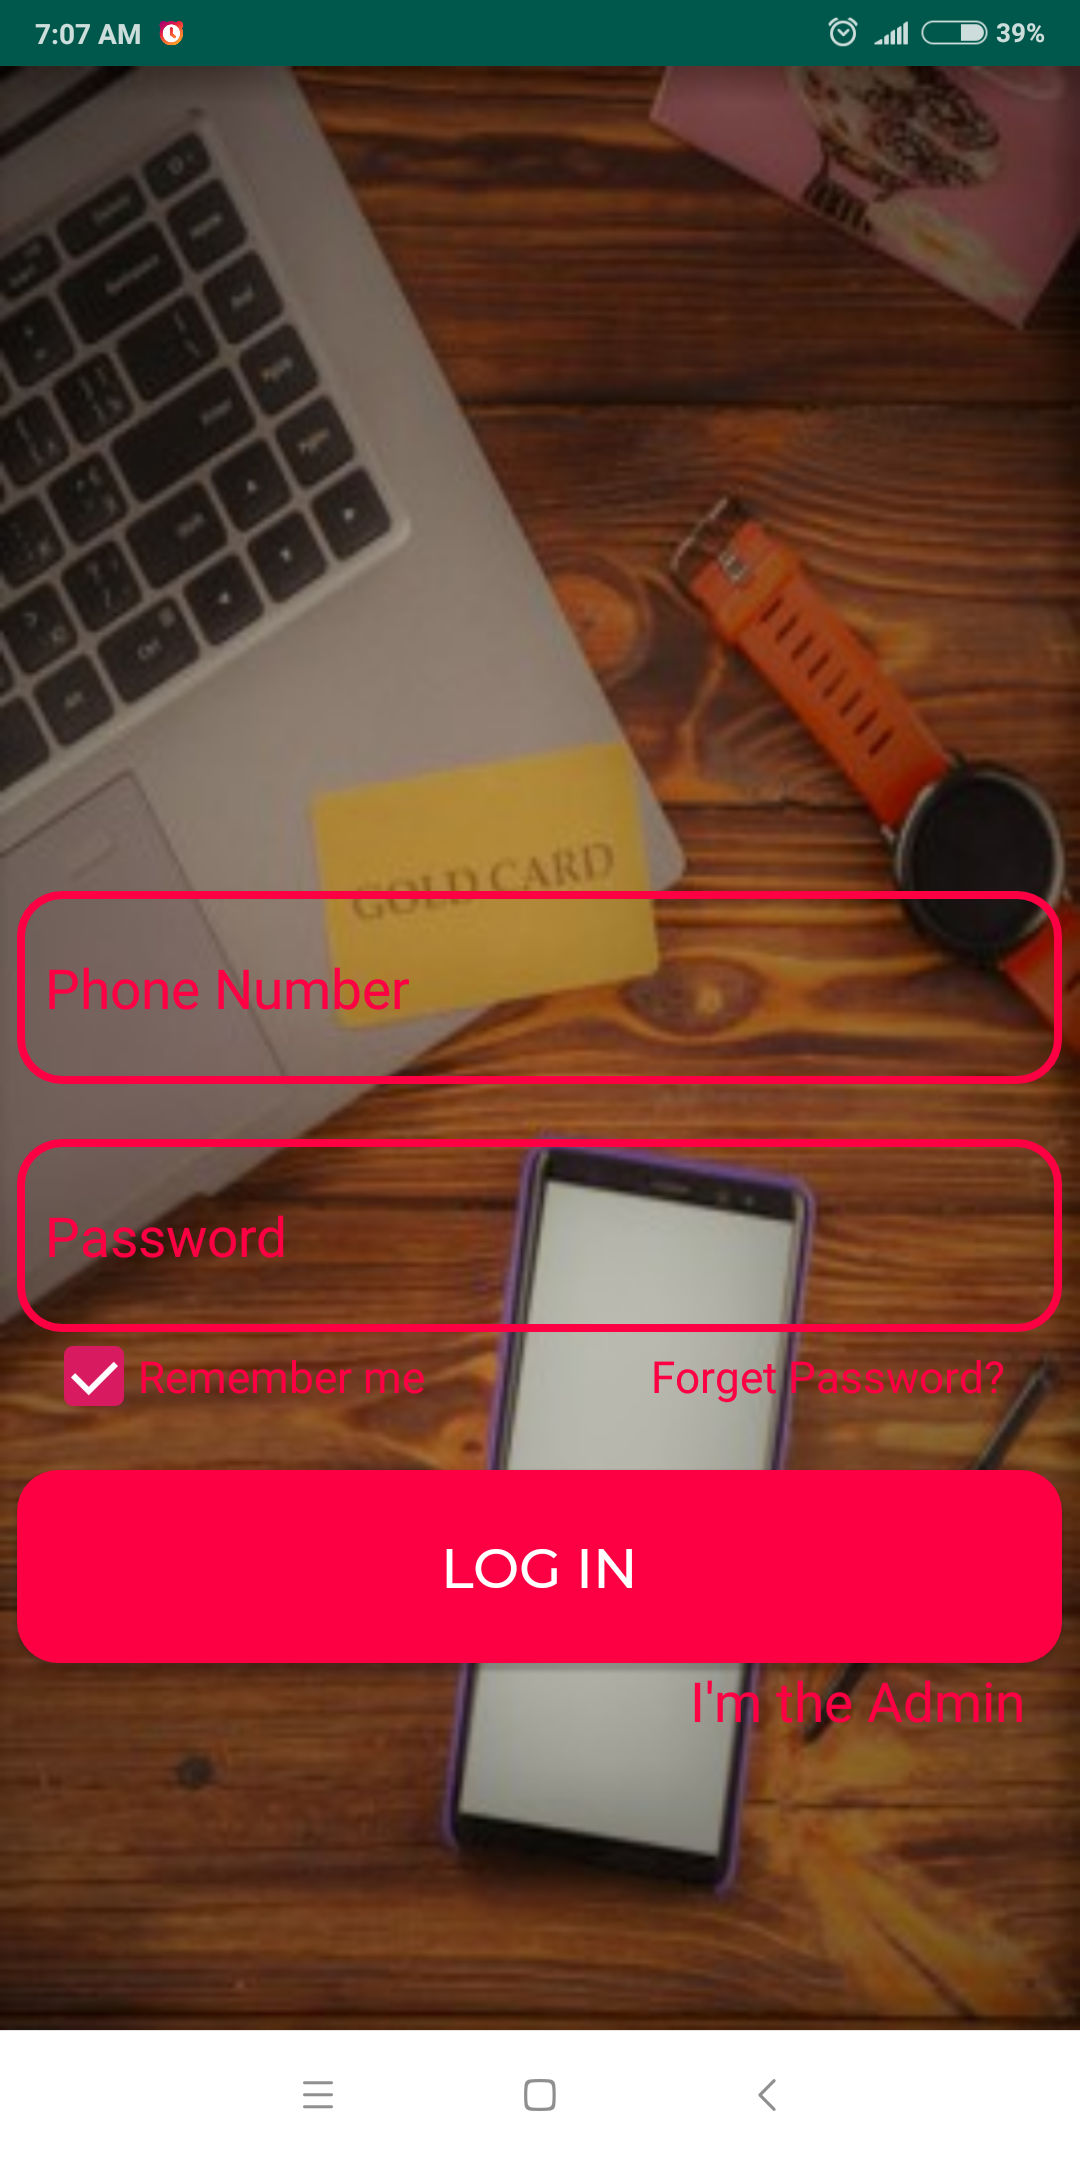 7:07 AM 39%
GOLD CARD
Phone Number
Password
Remember me Forget Password?
LOG IN
I'm the Admin